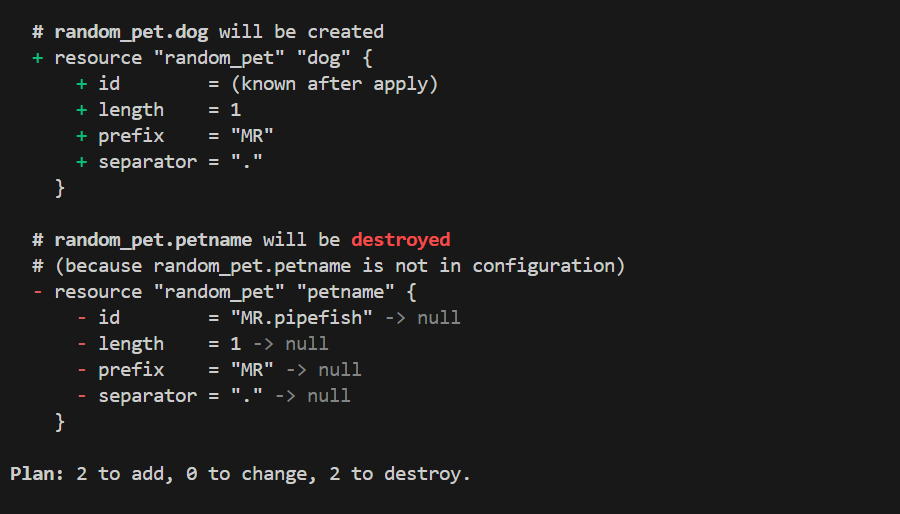 # random_pet.dog will be created
+ resource "random_pet" "dog" {
    + id        = (known after apply)
    + length    = 1
    + prefix    = "MR"
    + separator = "."
  }
# random_pet.petname will be destroyed
# (because random_pet.petname is not in configuration)
- resource "random_pet" "petname" {
    - id        = "MR.pipefish" -> null
    - length    = 1 -> null
    - prefix    = "MR" -> null
    - separator = "." -> null
  }
Plan: 2 to add, 0 to change, 2 to destroy.